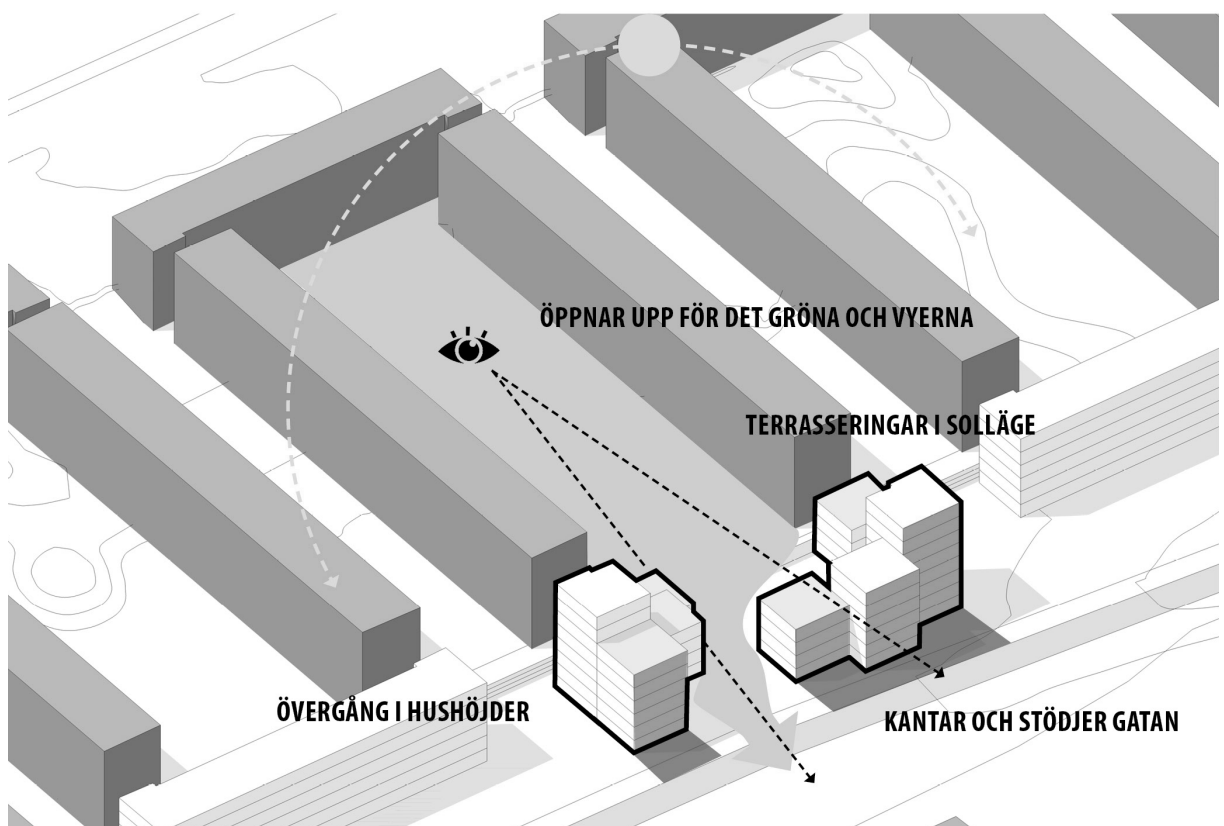 ÖPPNAR UPP FÖR DET GRÖNA OCH VYERNA
TERRASSERINGAR I SOLLÄGE
ÖVERGÅNG I HUSHÖJDER
KANTAR OCH STÖDJER GATAN